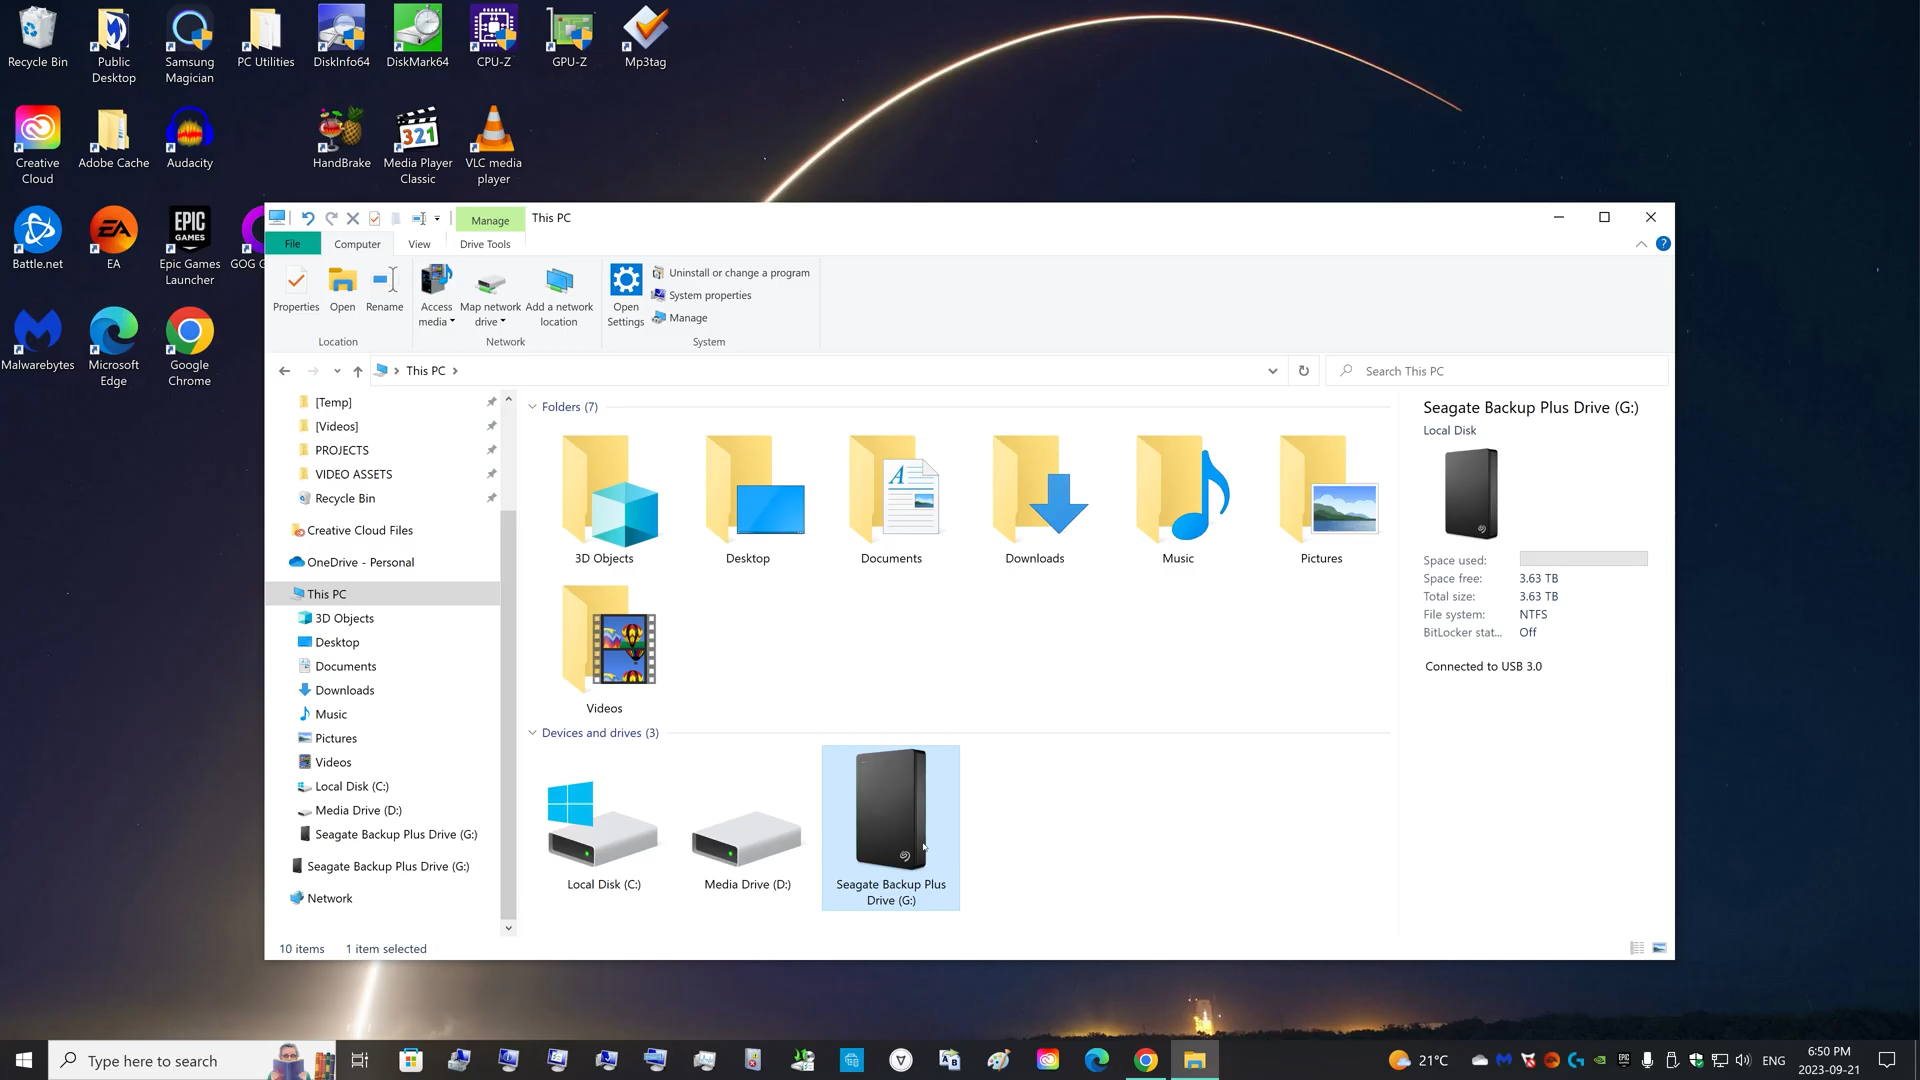 Recycle Bin
Public
Desktop
Samsung
Magician
PC Utilities
DiskInfo64
DiskMark64
CPU-Z
GPU-Z
Mp3tag
Creative
Cloud
Adobe Cache
Audacity
HandBrake
321
Media Player
Classic
VLC media
player
Battle.net
EA
EA
EPIC
GAMES
Epic Games
Launcher
GOG G
Malwarebytes
Microsoft
Edge
Google
Chrome
Manage
This PC
File
Computer
View
Drive Tools
Properties
Open
Rename
Location
Access
media
Map network
drive
Add a network
location
Network
Open
Settings
Uninstall or change a program
System properties
Manage
System
This PC
Search This PC
[Temp]
[Videos]
PROJECTS
VIDEO ASSETS
Recycle Bin
Creative Cloud Files
OneDrive - Personal
This PC
3D Objects
Desktop
Documents
Downloads
Music
Pictures
Videos
Local Disk (C:)
Media Drive (D:)
Seagate Backup Plus Drive (G:)
Seagate Backup Plus Drive (G:)
Network
Folders (7)
3D Objects
Desktop
A
Documents
Downloads
Music
Pictures
Videos
Devices and drives (3)
Local Disk (C:)
Media Drive (D:)
Seagate Backup Plus
Drive (G:)
Seagate Backup Plus Drive (G:)
Local Disk
Space used:
Space free: 3.63 TB
Total size: 3.63 TB
File system: NTFS
BitLocker stat... Off
Connected to USB 3.0
10 items 1 item selected
Type here to search
21°C
ENG
6:50 PM
2023-09-21